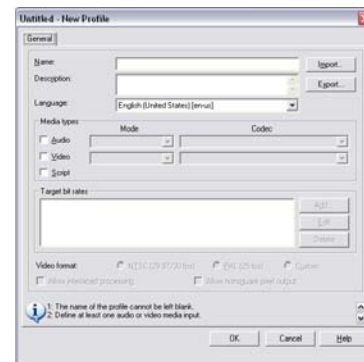 Untitled - New Profile
General
Name:
Import...
Description:
Export...
Language:
English (United States) [en-us]
Media types
Mode
Codec
Audio
Video
Script
Target bit rates
Add...
Edit
Delete
Video format:
NTSC (29.97/30 fps)
PAL (25 fps)
Custom
Allow interlaced processing
Allow nonsquare pixel output
1: The name of the profile cannot be left blank.
2: Define at least one audio or video media input.
OK
Cancel
Help